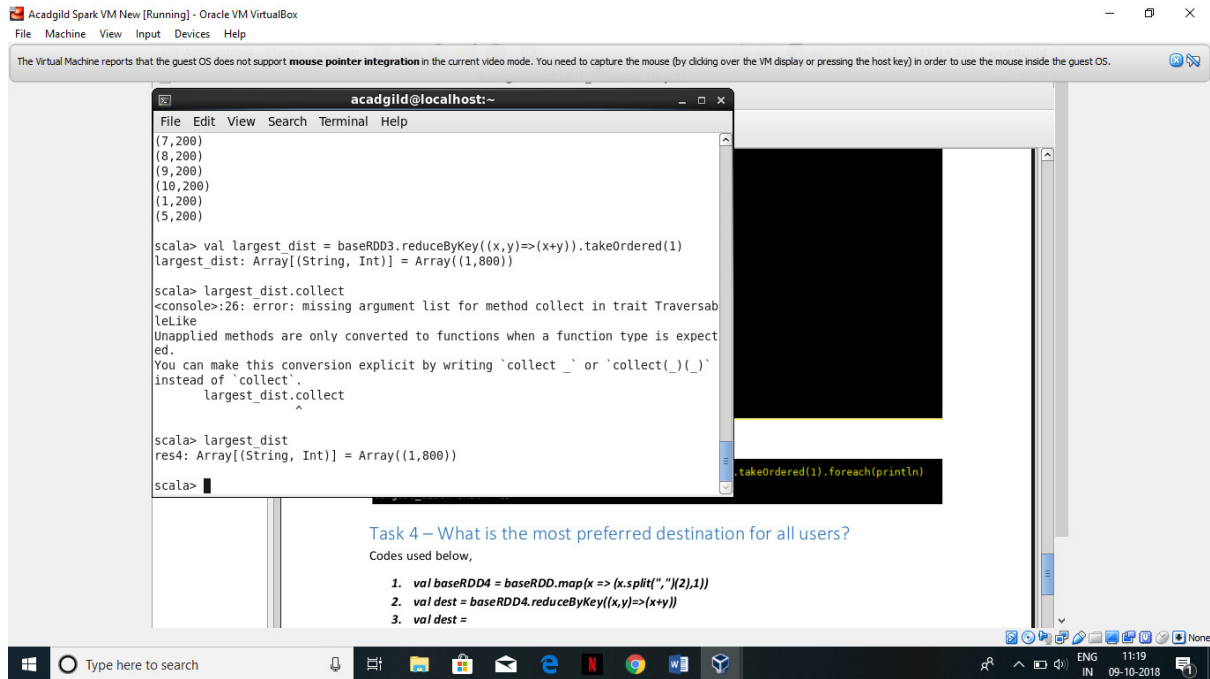 Acadgild Spark VM New [Running] - Oracle VM VirtualBox
File Machine View Input Devices Help
The Virtual Machine reports that the guest OS does not support mouse pointer integration in the current video mode. You need to capture the mouse (by clicking over the VM display or pressing the host key) in order to use the mouse inside the guest OS.
acadgild@localhost:~
File Edit View Search Terminal Help
(7,200)
(8,200)
(9,200)
(10,200)
(1,200)
(5,200)
scala> val largest_dist = baseRDD3.reduceByKey((x,y)=>(x+y)).takeOrdered(1)
largest_dist: Array[(String, Int)] = Array((1,800))
scala> largest_dist.collect
<console>:26: error: missing argument list for method collect in trait Traversab
leLike
Unapplied methods are only converted to functions when a function type is expect
ed.
You can make this conversion explicit by writing `collect _` or `collect(_)(_)`
instead of `collect`.
largest_dist.collect
^
scala> largest_dist
res4: Array[(String, Int)] = Array((1,800))
scala>
.takeOrdered(1).foreach(println)
Task 4 – What is the most preferred destination for all users?
Codes used below,
1. val baseRDD4 = baseRDD.map(x => (x.split(",")(2),1))
2. val dest = baseRDD4.reduceByKey((x,y)=>(x+y))
3. val dest =
None
Type here to search
ENG 11:19
IN 09-10-2018